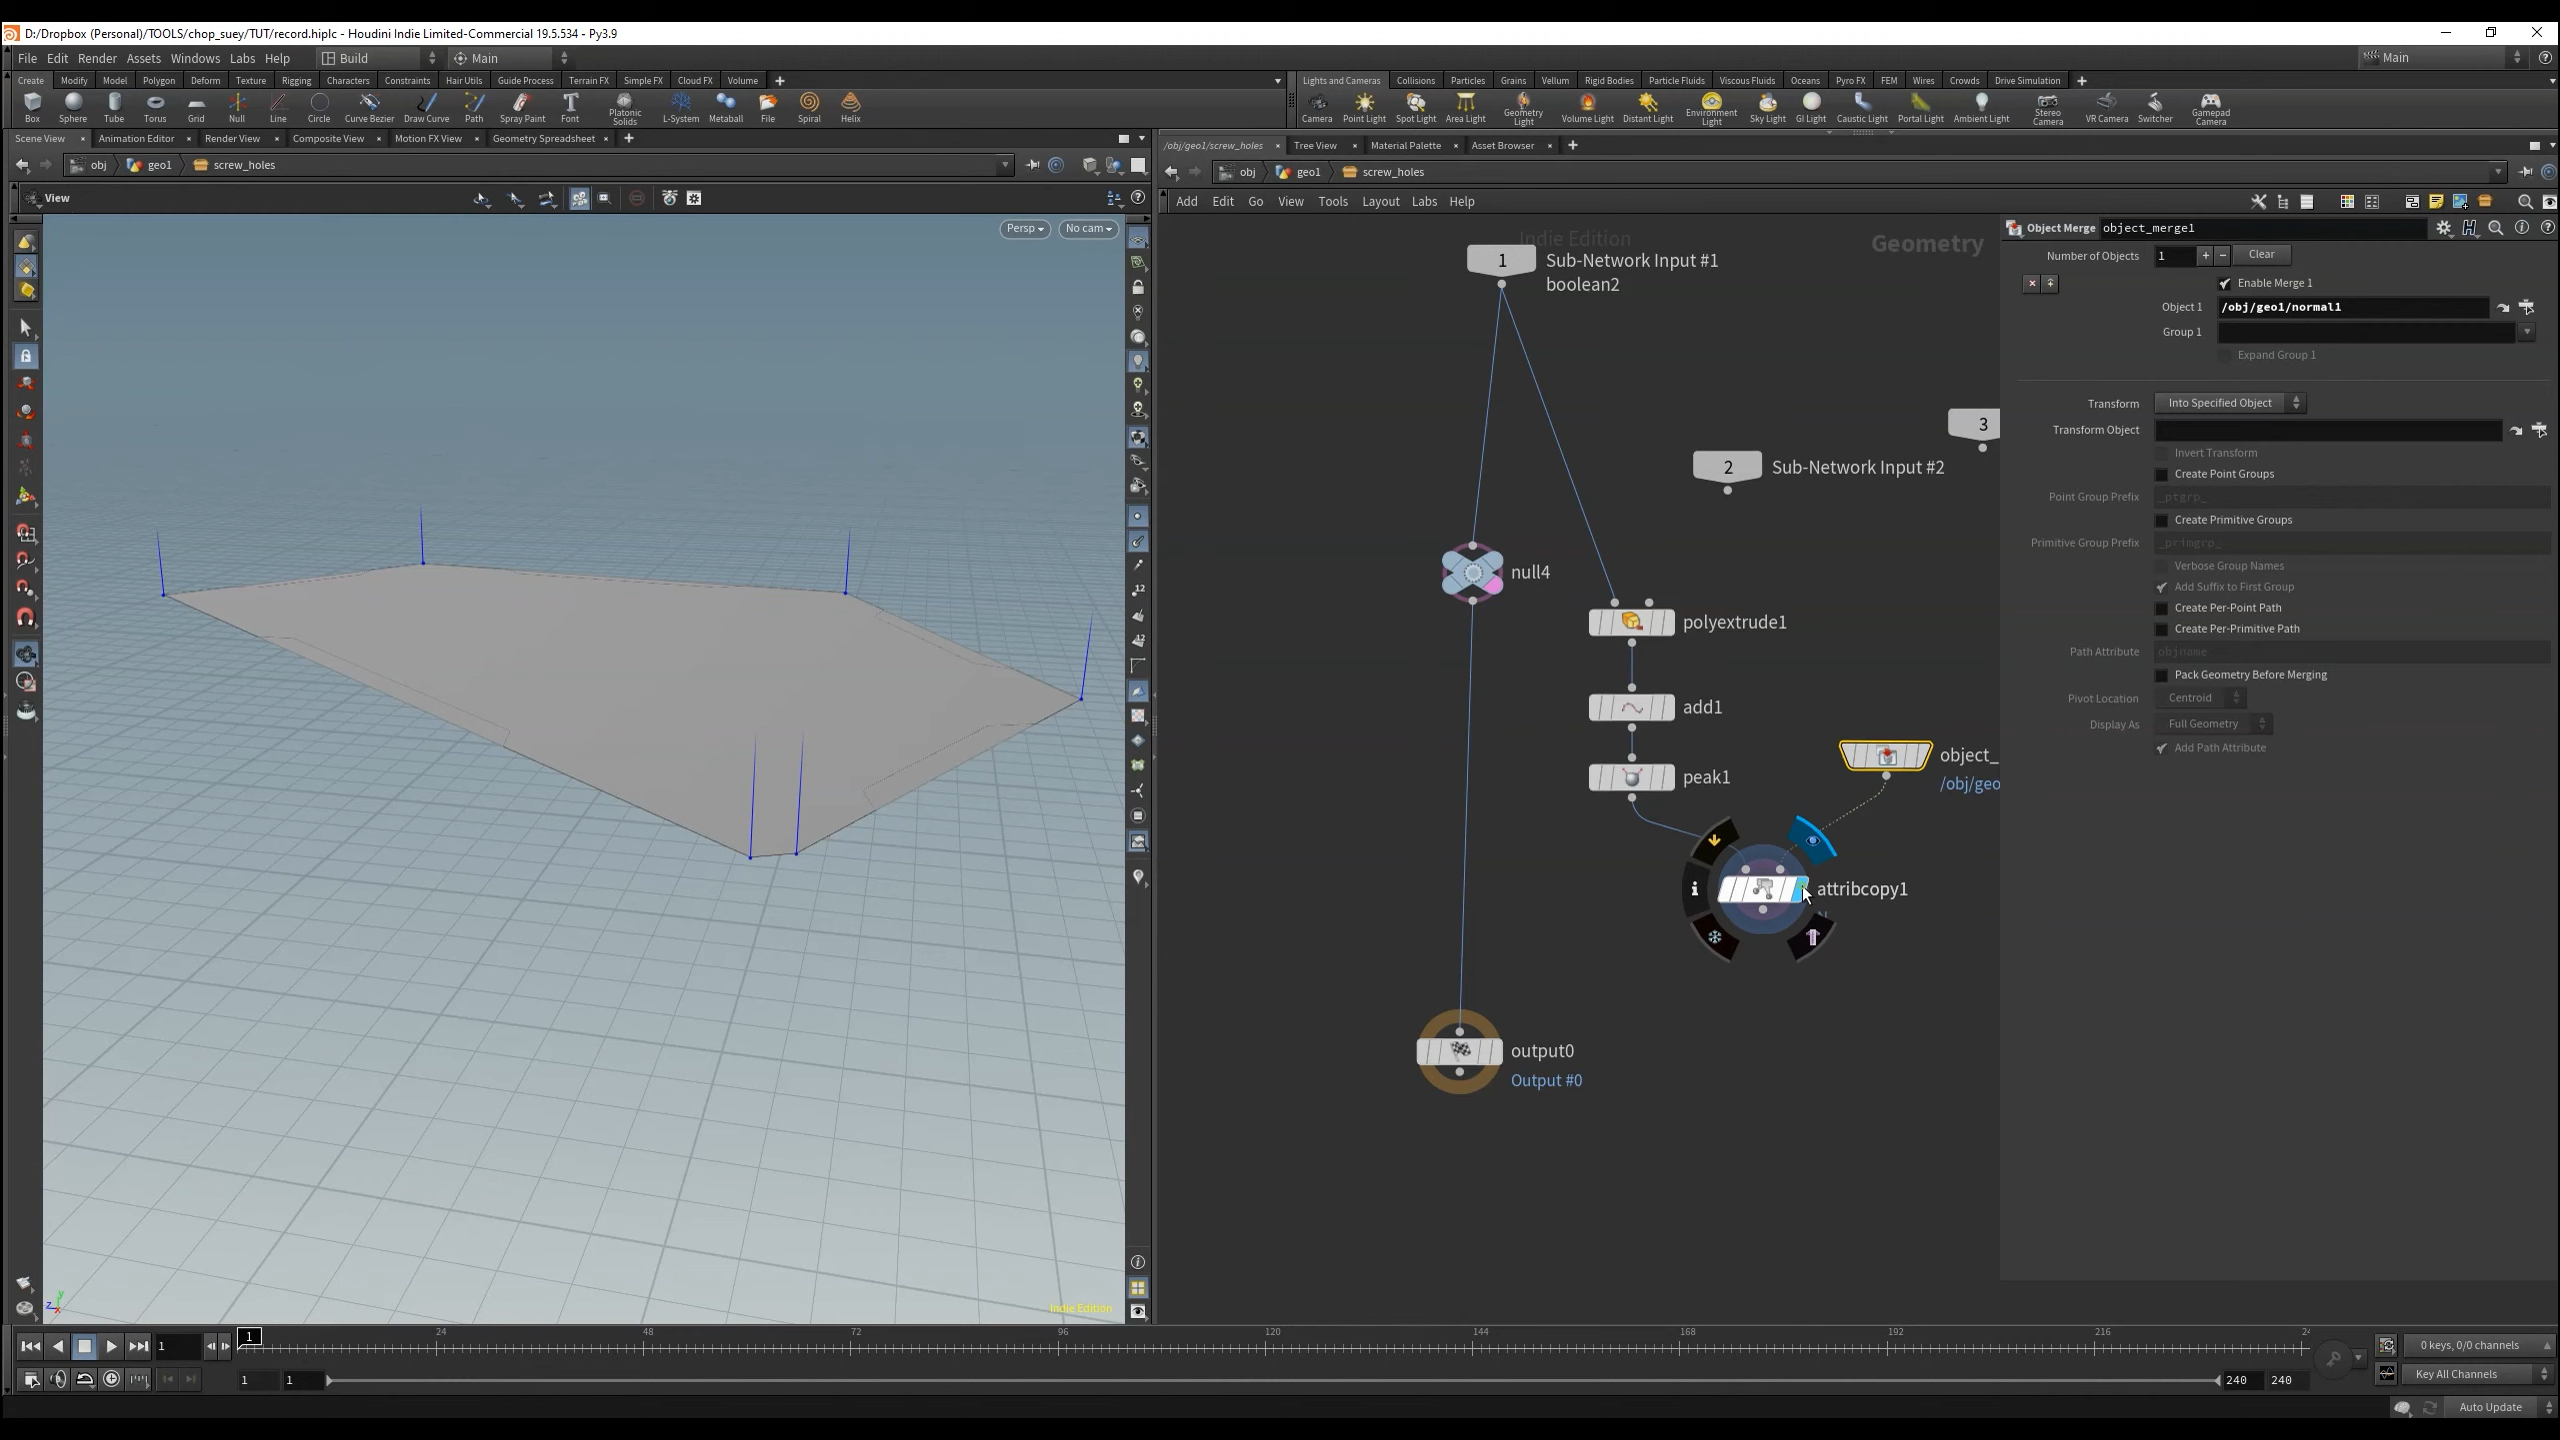 D:/Dropbox (Personal)/TOOLS/chop_suey/TUT/record.hiplc - Houdini Indie Limited-Commercial 19.5.534 - Py3.9
File Edit Render Assets Windows Labs Help Build Main Main
Create Modify Model Polygon Deform Texture Rigging Characters Constraints Hair Utils Guide Process Terrain FX Simple FX Cloud FX Volume
Lights and Cameras Collisions Particles Grains Vellum Rigid Bodies Particle Fluids Viscous Fluids Oceans Pyro FX FEM Wires Crowds Drive Simulation
Box Sphere Tube Torus Grid Null Line Circle Curve Bezier Draw Curve Path Spray Paint Font Platonic Solids L-System Metaball File Spiral Helix
Camera Point Light Spot Light Area Light Geometry Light Volume Light Distant Light Environment Light Sky Light GI Light Caustic Light Portal Light Ambient Light Stereo Camera VR Camera Switcher Gamepad Camera
Scene View Animation Editor Render View Composite View Motion FX View Geometry Spreadsheet
/obj/geo1/screw_holes Tree View Material Palette Asset Browser
obj geo1 screw_holes
obj geo1 screw_holes
View
Add Edit Go View Tools Layout Labs Help
Persp No cam
Indie Edition
Geometry
1 Sub-Network Input #1
boolean2
3
2 Sub-Network Input #2
null4
polyextrude1
add1
peak1
object_
/obj/geo
attribcopy1
N
output0
Output #0
Object Merge object_merge1
Number of Objects 1 Clear
Enable Merge 1
Object 1 /obj/geo1/normal1
Group 1
Expand Group 1
Transform Into Specified Object
Transform Object
Invert Transform
Create Point Groups
Point Group Prefix _ptgrp_
Create Primitive Groups
Primitive Group Prefix _primgrp_
Verbose Group Names
Add Suffix to First Group
Create Per-Point Path
Create Per-Primitive Path
Path Attribute objname
Pack Geometry Before Merging
Pivot Location Centroid
Display As Full Geometry
Add Path Attribute
12
12
z y x
Indie Edition
1 1 24 48 72 96 120 144 168 192 216 24
0 keys, 0/0 channels
1 1 240 240 Key All Channels
Auto Update